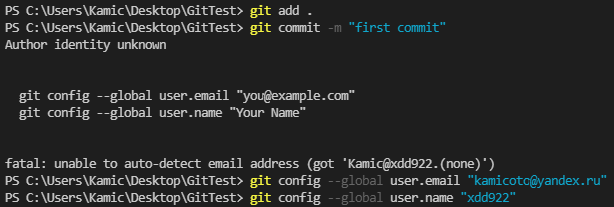 PS C:\Users\Kamic\Desktop\GitTest> git add .
PS C:\Users\Kamic\Desktop\GitTest> git commit -m "first commit"
Author identity unknown
git config --global user.email "you@example.com"
git config --global user.name "Your Name"
fatal: unable to auto-detect email address (got 'Kamic@xdd922.(none)')
PS C:\Users\Kamic\Desktop\GitTest> git config --global user.email "kamicotc@yandex.ru"
PS C:\Users\Kamic\Desktop\GitTest> git config --global user.name "xdd922"